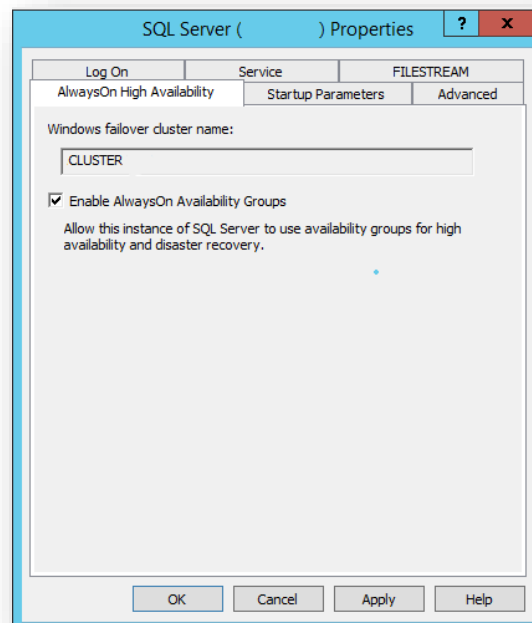 SQL Server ( ) Properties
? x
Log On Service FILESTREAM
AlwaysOn High Availability Startup Parameters Advanced
Windows failover cluster name:
CLUSTER
Enable AlwaysOn Availability Groups
Allow this instance of SQL Server to use availability groups for high
availability and disaster recovery.
OK Cancel Apply Help